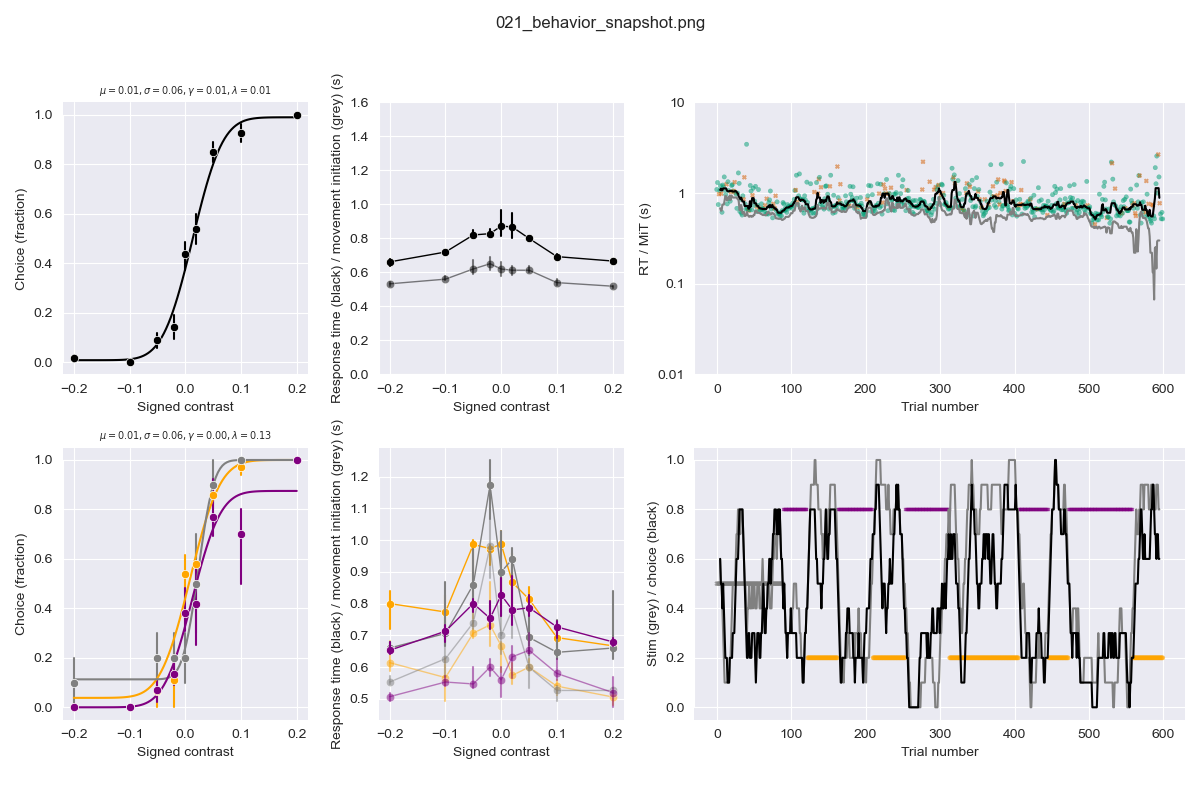 021_behavior_snapshot.png
μ = 0.01, σ = 0.06, γ = 0.01, λ = 0.01
Choice (fraction)
1.0
0.8
0.6
0.4
0.2
0.0
−0.2 −0.1 0.0 0.1 0.2
Signed contrast
Response time (black) / movement initiation (grey) (s)
1.6
1.4
1.2
1.0
0.8
0.6
0.4
0.2
0.0
−0.2 −0.1 0.0 0.1 0.2
Signed contrast
RT / MiT (s)
10
1
0.1
0.01
0 100 200 300 400 500 600
Trial number
μ = 0.01, σ = 0.06, γ = 0.00, λ = 0.13
Choice (fraction)
1.0
0.8
0.6
0.4
0.2
0.0
−0.2 −0.1 0.0 0.1 0.2
Signed contrast
Response time (black) / movement initiation (grey) (s)
1.2
1.1
1.0
0.9
0.8
0.7
0.6
0.5
−0.2 −0.1 0.0 0.1 0.2
Signed contrast
Stim (grey) / choice (black)
1.0
0.8
0.6
0.4
0.2
0.0
0 100 200 300 400 500 600
Trial number